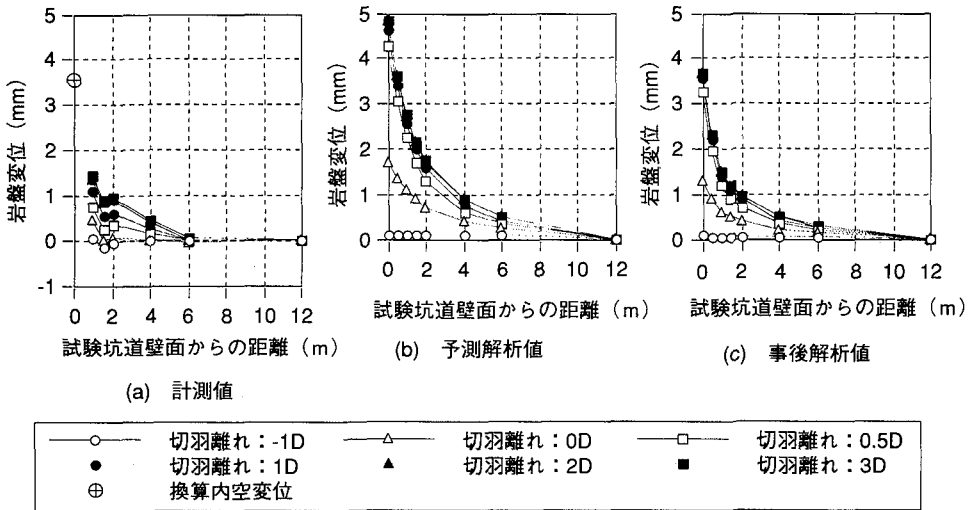 5
4
3
2
1
0
-1
岩盤変位 (mm)
0 2 4 6 8 10 12
試験坑道壁面からの距離 (m)
(a) 計測値
5
4
3
2
1
0
岩盤変位 (mm)
0 2 4 6 8 10 12
試験坑道壁面からの距離 (m)
(b) 予測解析値
5
4
3
2
1
0
岩盤変位 (mm)
0 2 4 6 8 10 12
試験坑道壁面からの距離 (m)
(c) 事後解析値
切羽離れ：-1D 切羽離れ：0D 切羽離れ：0.5D
切羽離れ：1D 切羽離れ：2D 切羽離れ：3D
換算内空変位